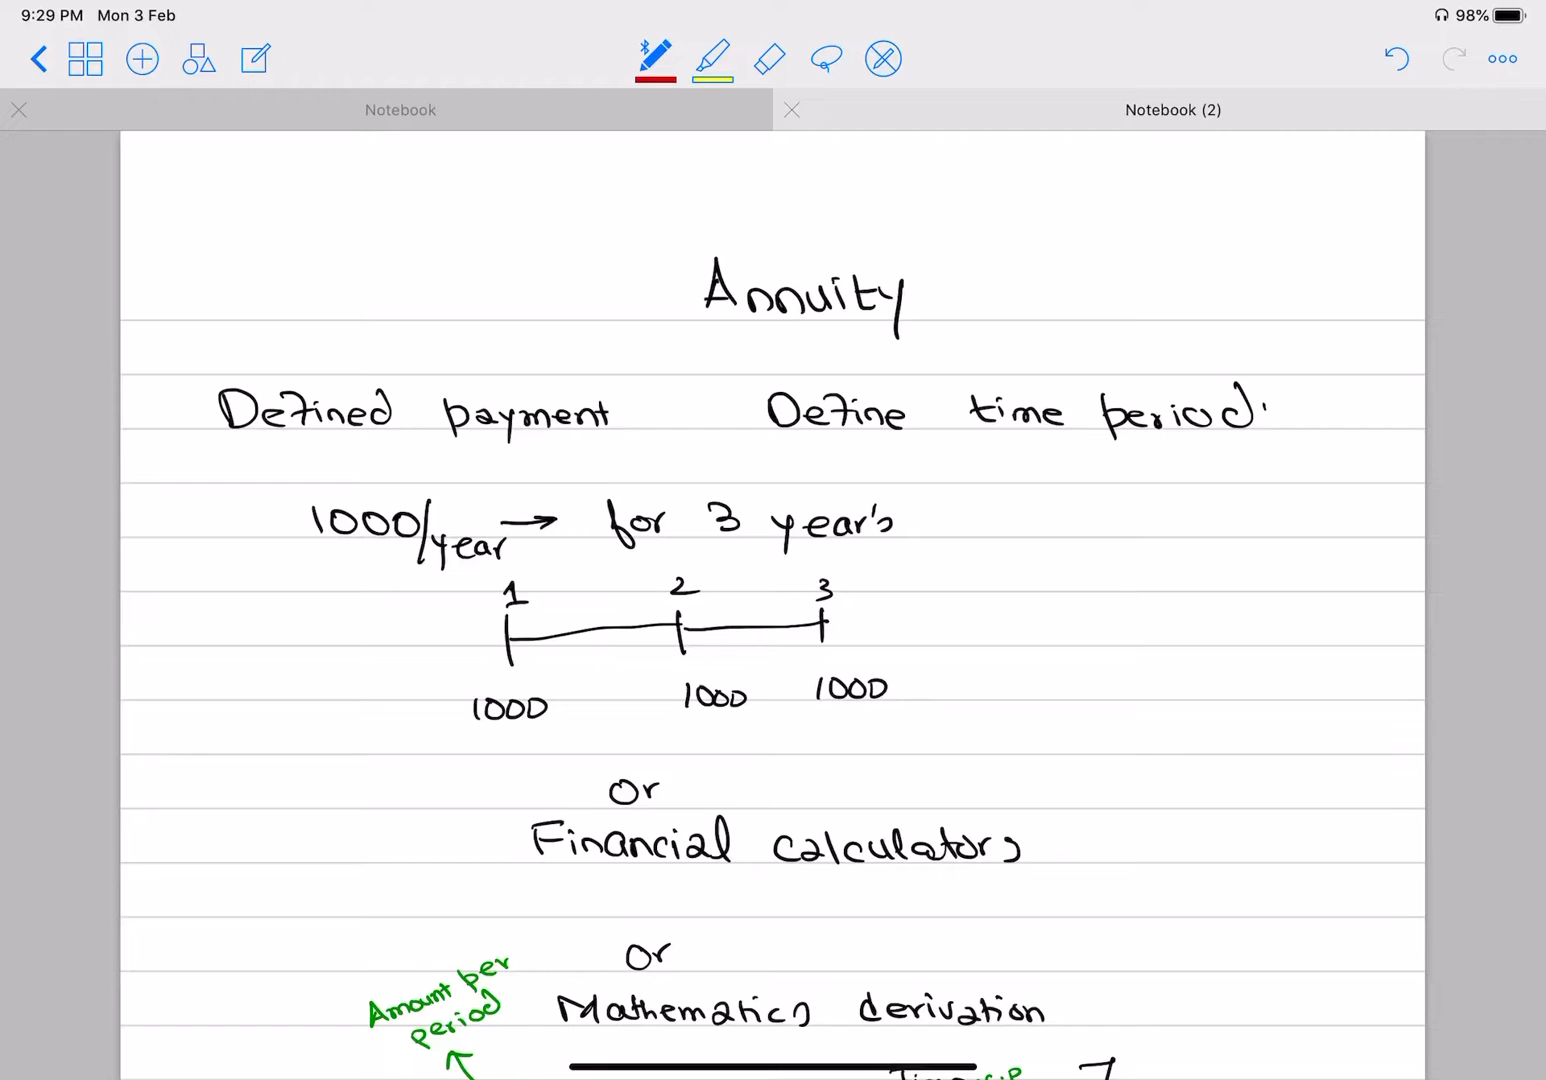 9:29 PM Mon 3 Feb
98%
Notebook
Notebook (2)
Annuity
Defined payment Define time period.
1000/year → for 3 year's
1 2 3
1000 1000 1000
Or
Financial calculators
Or
Amount per
period
Mathematics derivation